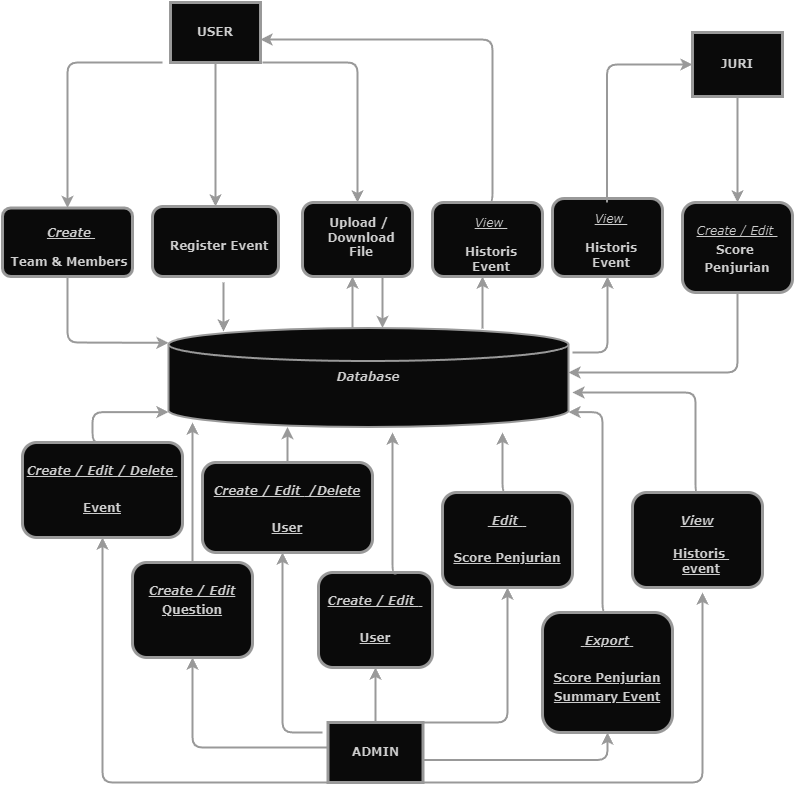 USER
JURI
Create
Team & Members
Register Event
Upload /
Download
File
View
Historis
Event
View
Historis
Event
Create / Edit
Score
Penjurian
Database
Create / Edit / Delete
Event
Create / Edit /Delete
User
Edit
Score Penjurian
View
Historis
event
Create / Edit
Question
Create / Edit
User
Export
Score Penjurian
Summary Event
ADMIN